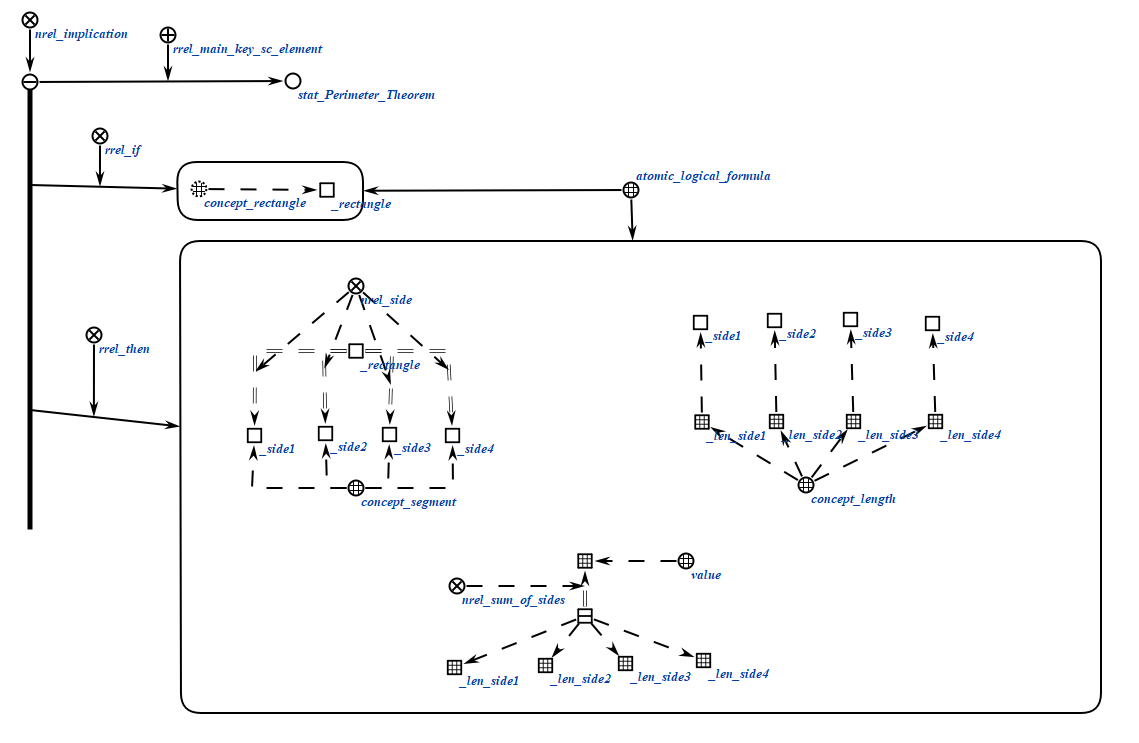 nrel_implication
rrel_main_key_sc_element
stat_Perimeter_Theorem
rrel_if
concept_rectangle
_rectangle
atomic_logical_formula
rrel_then
nrel_side
_rectangle
_side1
_side2
_side3
_side4
concept_segment
_side1
_side2
_side3
_side4
_len_side1
_len_side2
_len_side3
_len_side4
concept_length
value
nrel_sum_of_sides
_len_side1
_len_side2
_len_side3
_len_side4